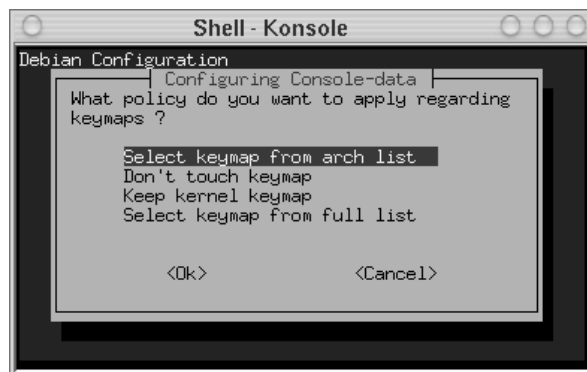 Shell - Konsole
Debian Configuration
Configuring Console-data
What policy do you want to apply regarding
keymaps ?
Select keymap from arch list
Don't touch keymap
Keep kernel keymap
Select keymap from full list
<Ok> <Cancel>